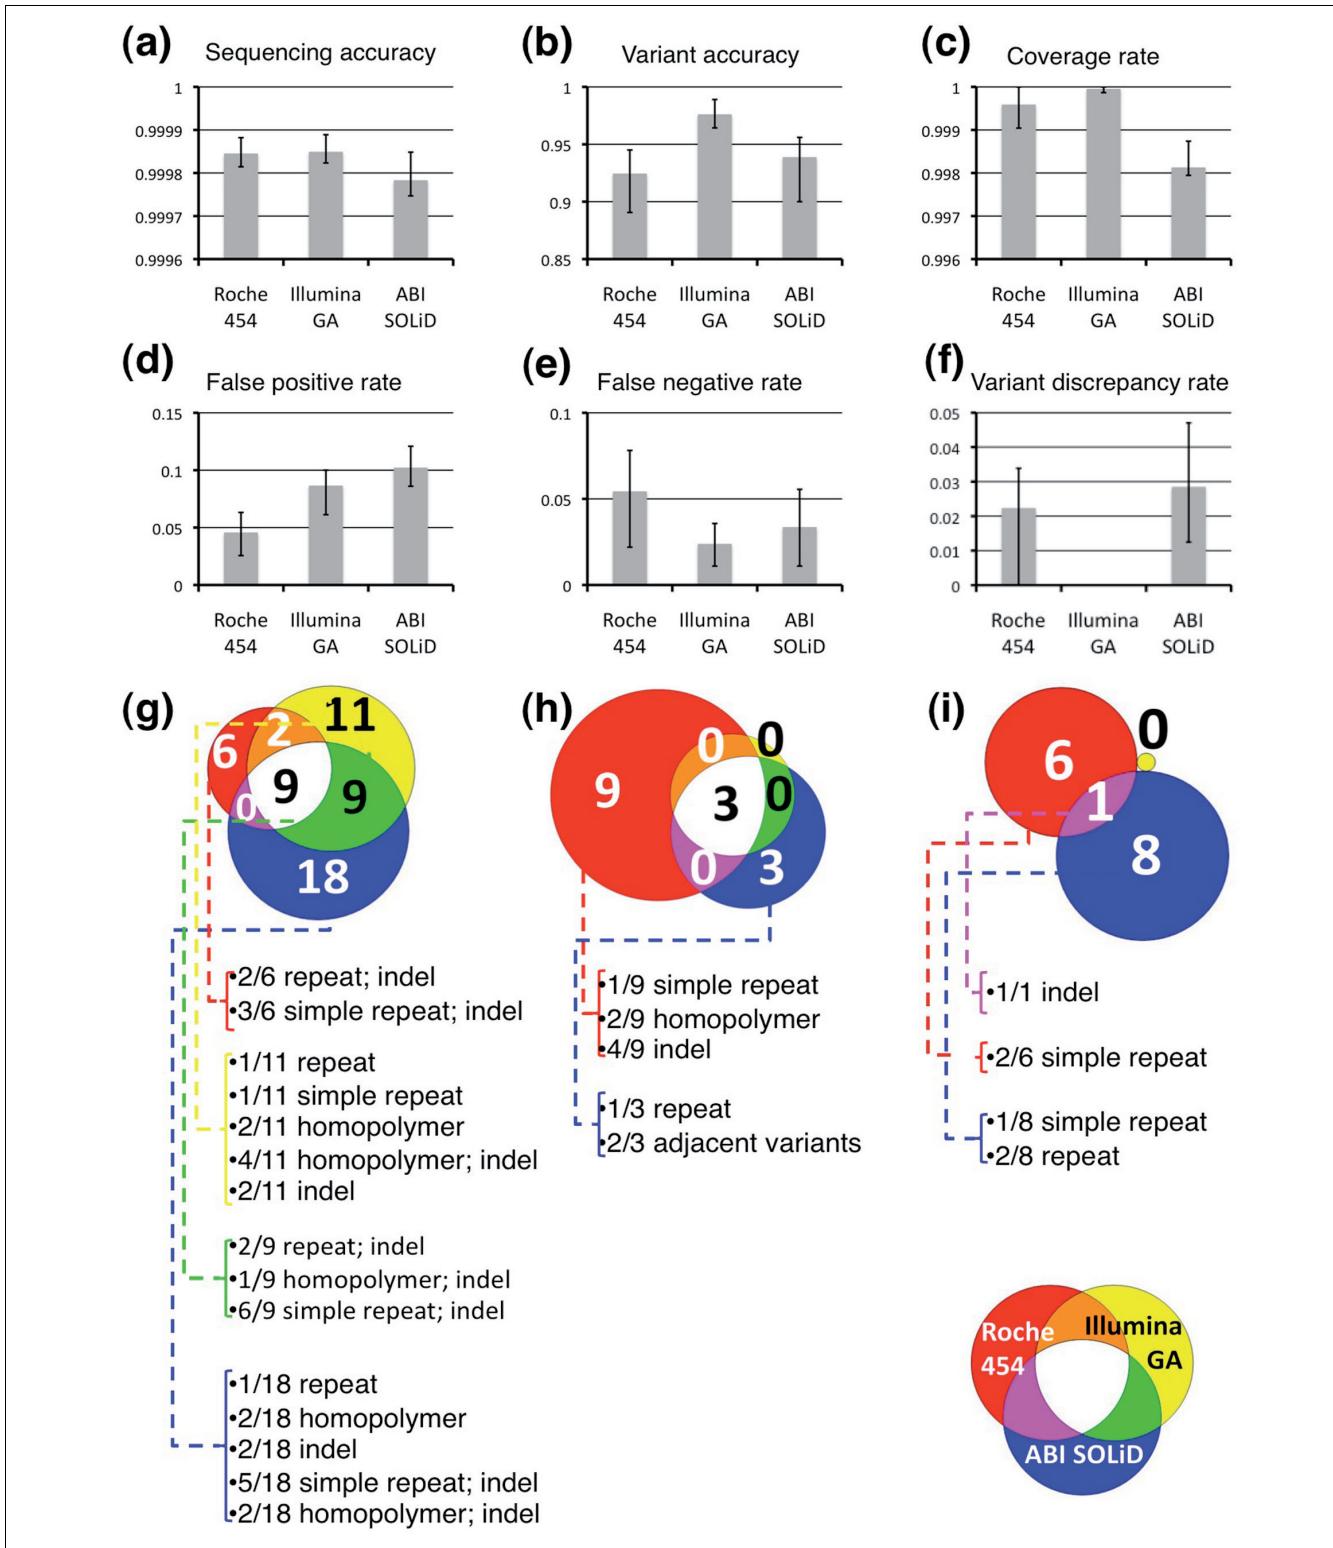 (a) Sequencing accuracy
1
0.9999
0.9998
0.9997
0.9996
Roche Illumina ABI
454 GA SOLiD
(b) Variant accuracy
1
0.95
0.9
0.85
Roche Illumina ABI
454 GA SOLiD
(c) Coverage rate
1
0.999
0.998
0.997
0.996
Roche Illumina ABI
454 GA SOLiD
(d) False positive rate
0.15
0.1
0.05
0
Roche Illumina ABI
454 GA SOLiD
(e) False negative rate
0.1
0.05
0
Roche Illumina ABI
454 GA SOLiD
(f) Variant discrepancy rate
0.05
0.04
0.03
0.02
0.01
0
Roche Illumina ABI
454 GA SOLiD
(g)
2 11
6
9 9
0
18
•2/6 repeat; indel
•3/6 simple repeat; indel
•1/11 repeat
•1/11 simple repeat
•2/11 homopolymer
•4/11 homopolymer; indel
•2/11 indel
•2/9 repeat; indel
•1/9 homopolymer; indel
•6/9 simple repeat; indel
•1/18 repeat
•2/18 homopolymer
•2/18 indel
•5/18 simple repeat; indel
•2/18 homopolymer; indel
(h)
0 0
9 3 0
0 3
•1/9 simple repeat
•2/9 homopolymer
•4/9 indel
•1/3 repeat
•2/3 adjacent variants
(i)
0
6
1
8
•1/1 indel
•2/6 simple repeat
•1/8 simple repeat
•2/8 repeat
Roche Illumina
454 GA
ABI SOLiD